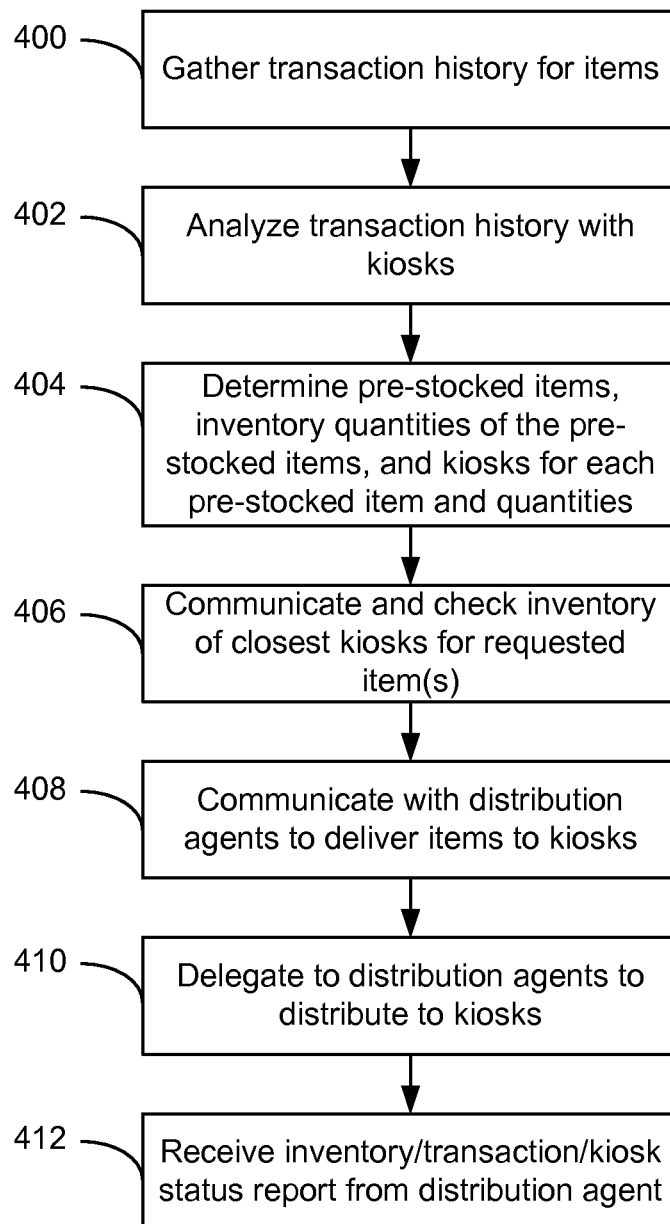 400
Gather transaction history for items
402
Analyze transaction history with
kiosks
404
Determine pre-stocked items,
inventory quantities of the pre-
stocked items, and kiosks for each
pre-stocked item and quantities
406
Communicate and check inventory
of closest kiosks for requested
item(s)
408
Communicate with distribution
agents to deliver items to kiosks
410
Delegate to distribution agents to
distribute to kiosks
412
Receive inventory/transaction/kiosk
status report from distribution agent